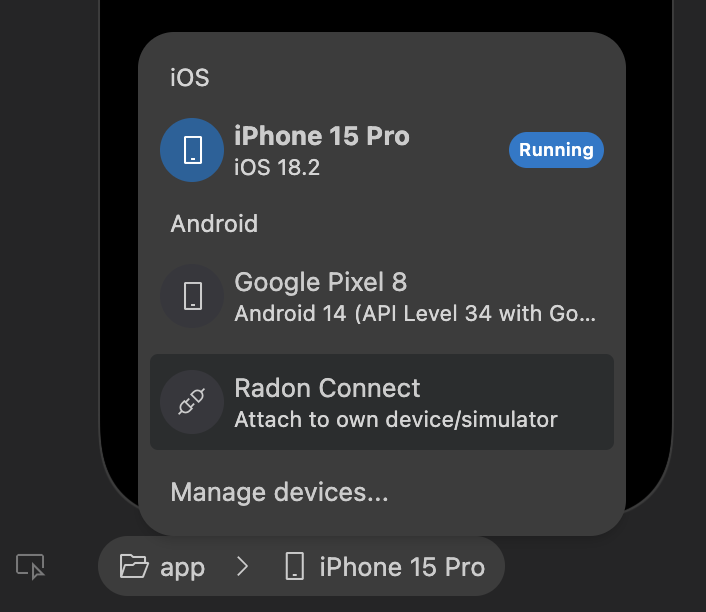 iOS
iPhone 15 Pro
iOS 18.2
Running
Android
Google Pixel 8
Android 14 (API Level 34 with Go...
Radon Connect
Attach to own device/simulator
Manage devices...
app
iPhone 15 Pro